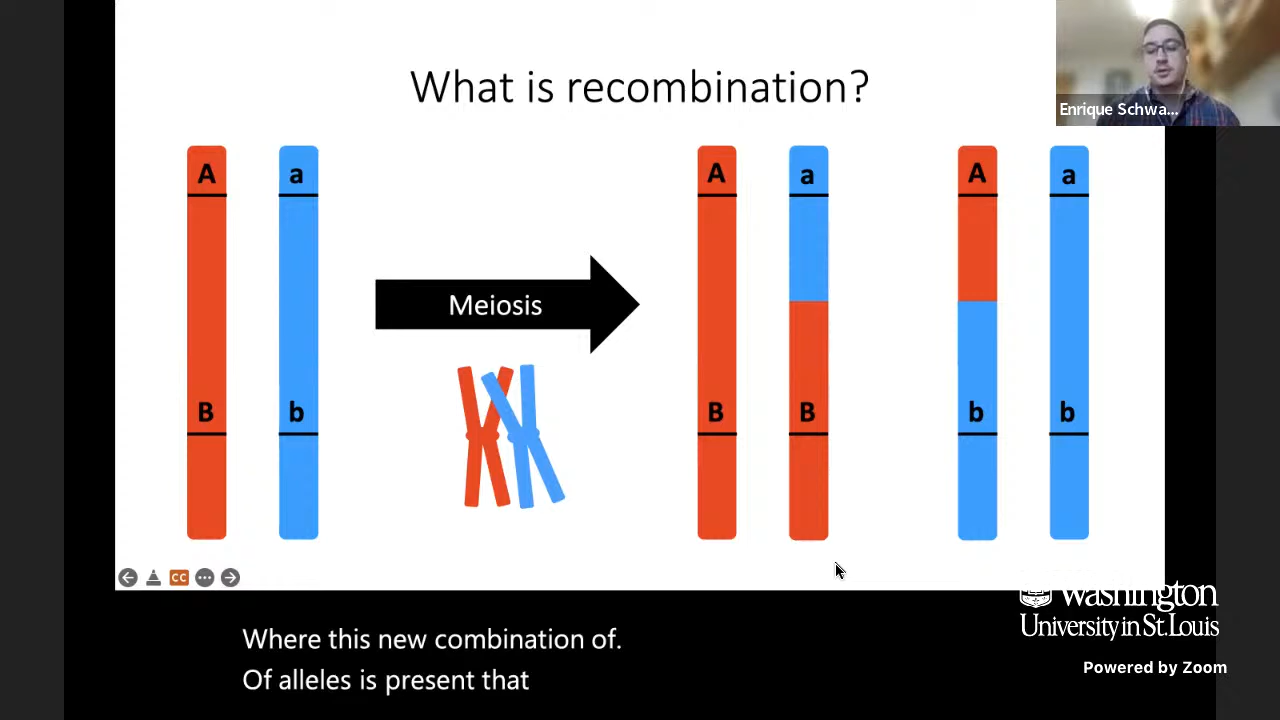 What is recombination?
Enrique Schwa...
A a A a A a
Meiosis
B b B B b b
CC
Where this new combination of.
Of alleles is present that
Washington
University in St. Louis
Powered by Zoom